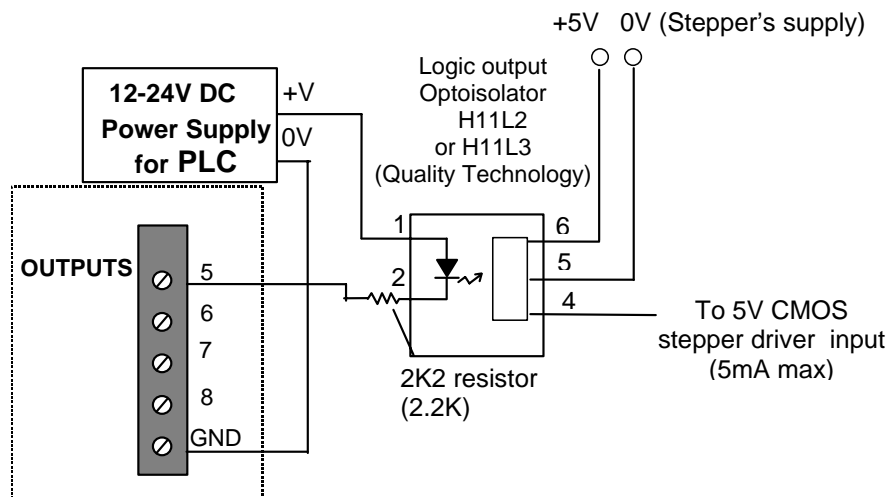 +5V 0V (Stepper's supply)
12-24V DC
Power Supply
for PLC
+V
0V
Logic output
Optoisolator
H11L2
or H11L3
(Quality Technology)
OUTPUTS
5
6
7
8
GND
1
2
6
5
4
2K2 resistor
(2.2K)
To 5V CMOS
stepper driver input
(5mA max)